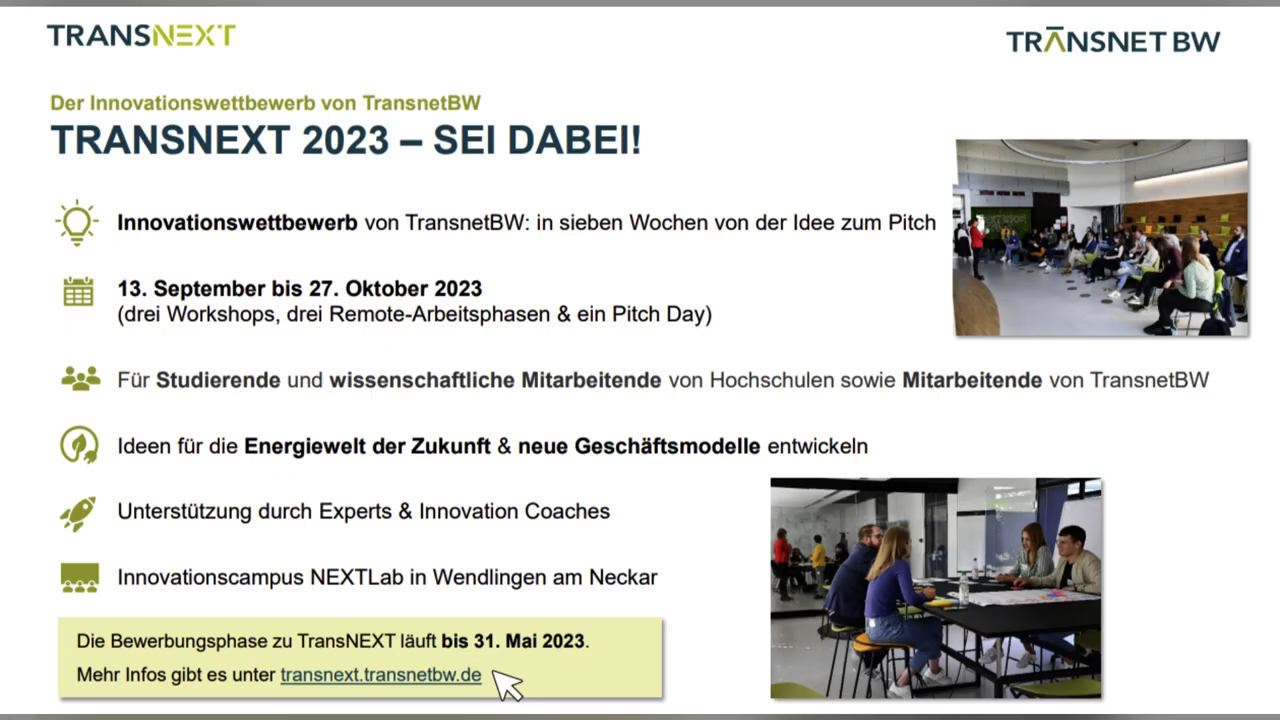 TRANSNEXT
TRANSNET BW
Der Innovationswettbewerb von TransnetBW
TRANSNEXT 2023 – SEI DABEI!
Innovationswettbewerb von TransnetBW: in sieben Wochen von der Idee zum Pitch
13. September bis 27. Oktober 2023
(drei Workshops, drei Remote-Arbeitsphasen & ein Pitch Day)
Für Studierende und wissenschaftliche Mitarbeitende von Hochschulen sowie Mitarbeitende von TransnetBW
Ideen für die Energiewelt der Zukunft & neue Geschäftsmodelle entwickeln
Unterstützung durch Experts & Innovation Coaches
Innovationscampus NEXTLab in Wendlingen am Neckar
Die Bewerbungsphase zu TransNEXT läuft bis 31. Mai 2023.
Mehr Infos gibt es unter transnext.transnetbw.de